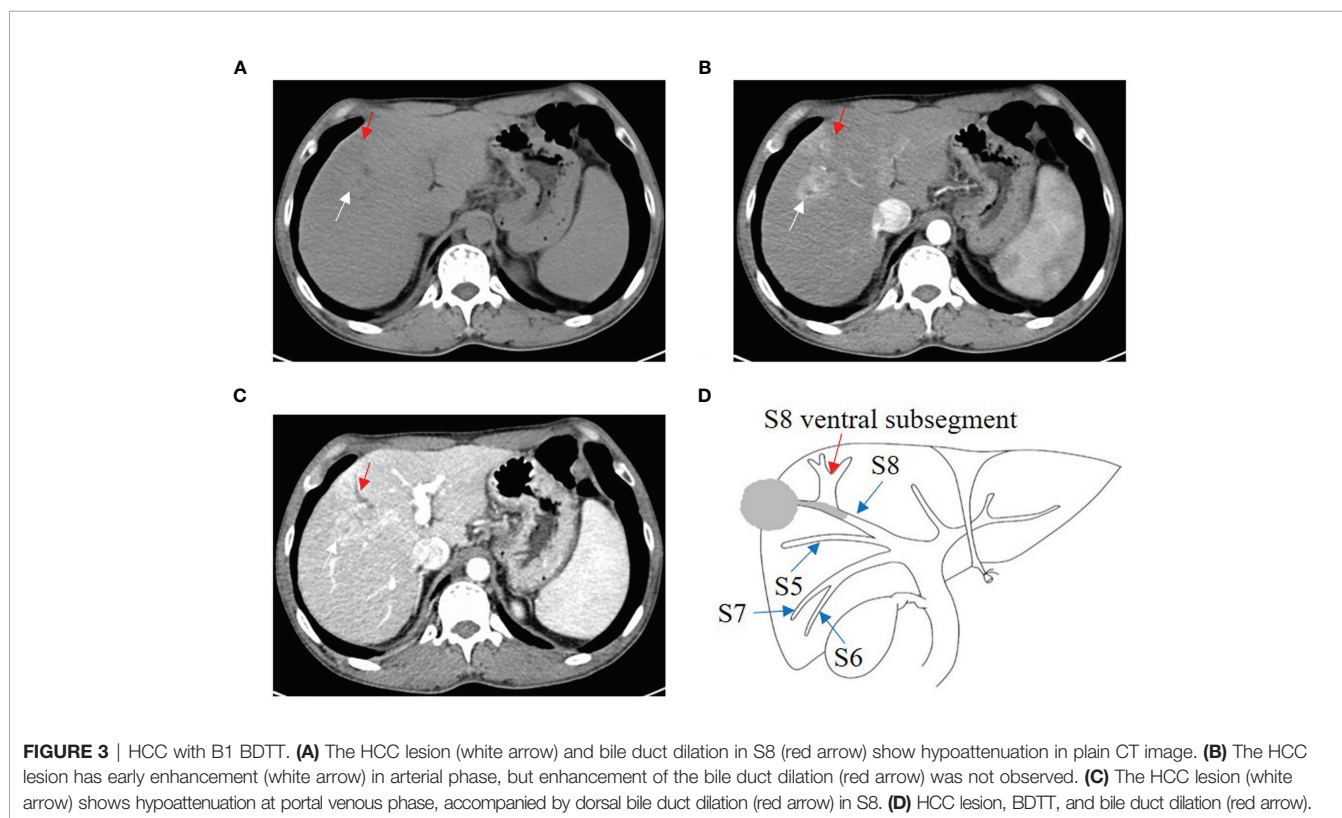 A
B
C
D
S8 ventral subsegment
S8
S5
S7
S6
FIGURE 3 | HCC with B1 BDTT. (A) The HCC lesion (white arrow) and bile duct dilation in S8 (red arrow) show hypoattenuation in plain CT image. (B) The HCC
lesion has early enhancement (white arrow) in arterial phase, but enhancement of the bile duct dilation (red arrow) was not observed. (C) The HCC lesion (white
arrow) shows hypoattenuation at portal venous phase, accompanied by dorsal bile duct dilation (red arrow) in S8. (D) HCC lesion, BDTT, and bile duct dilation (red arrow).